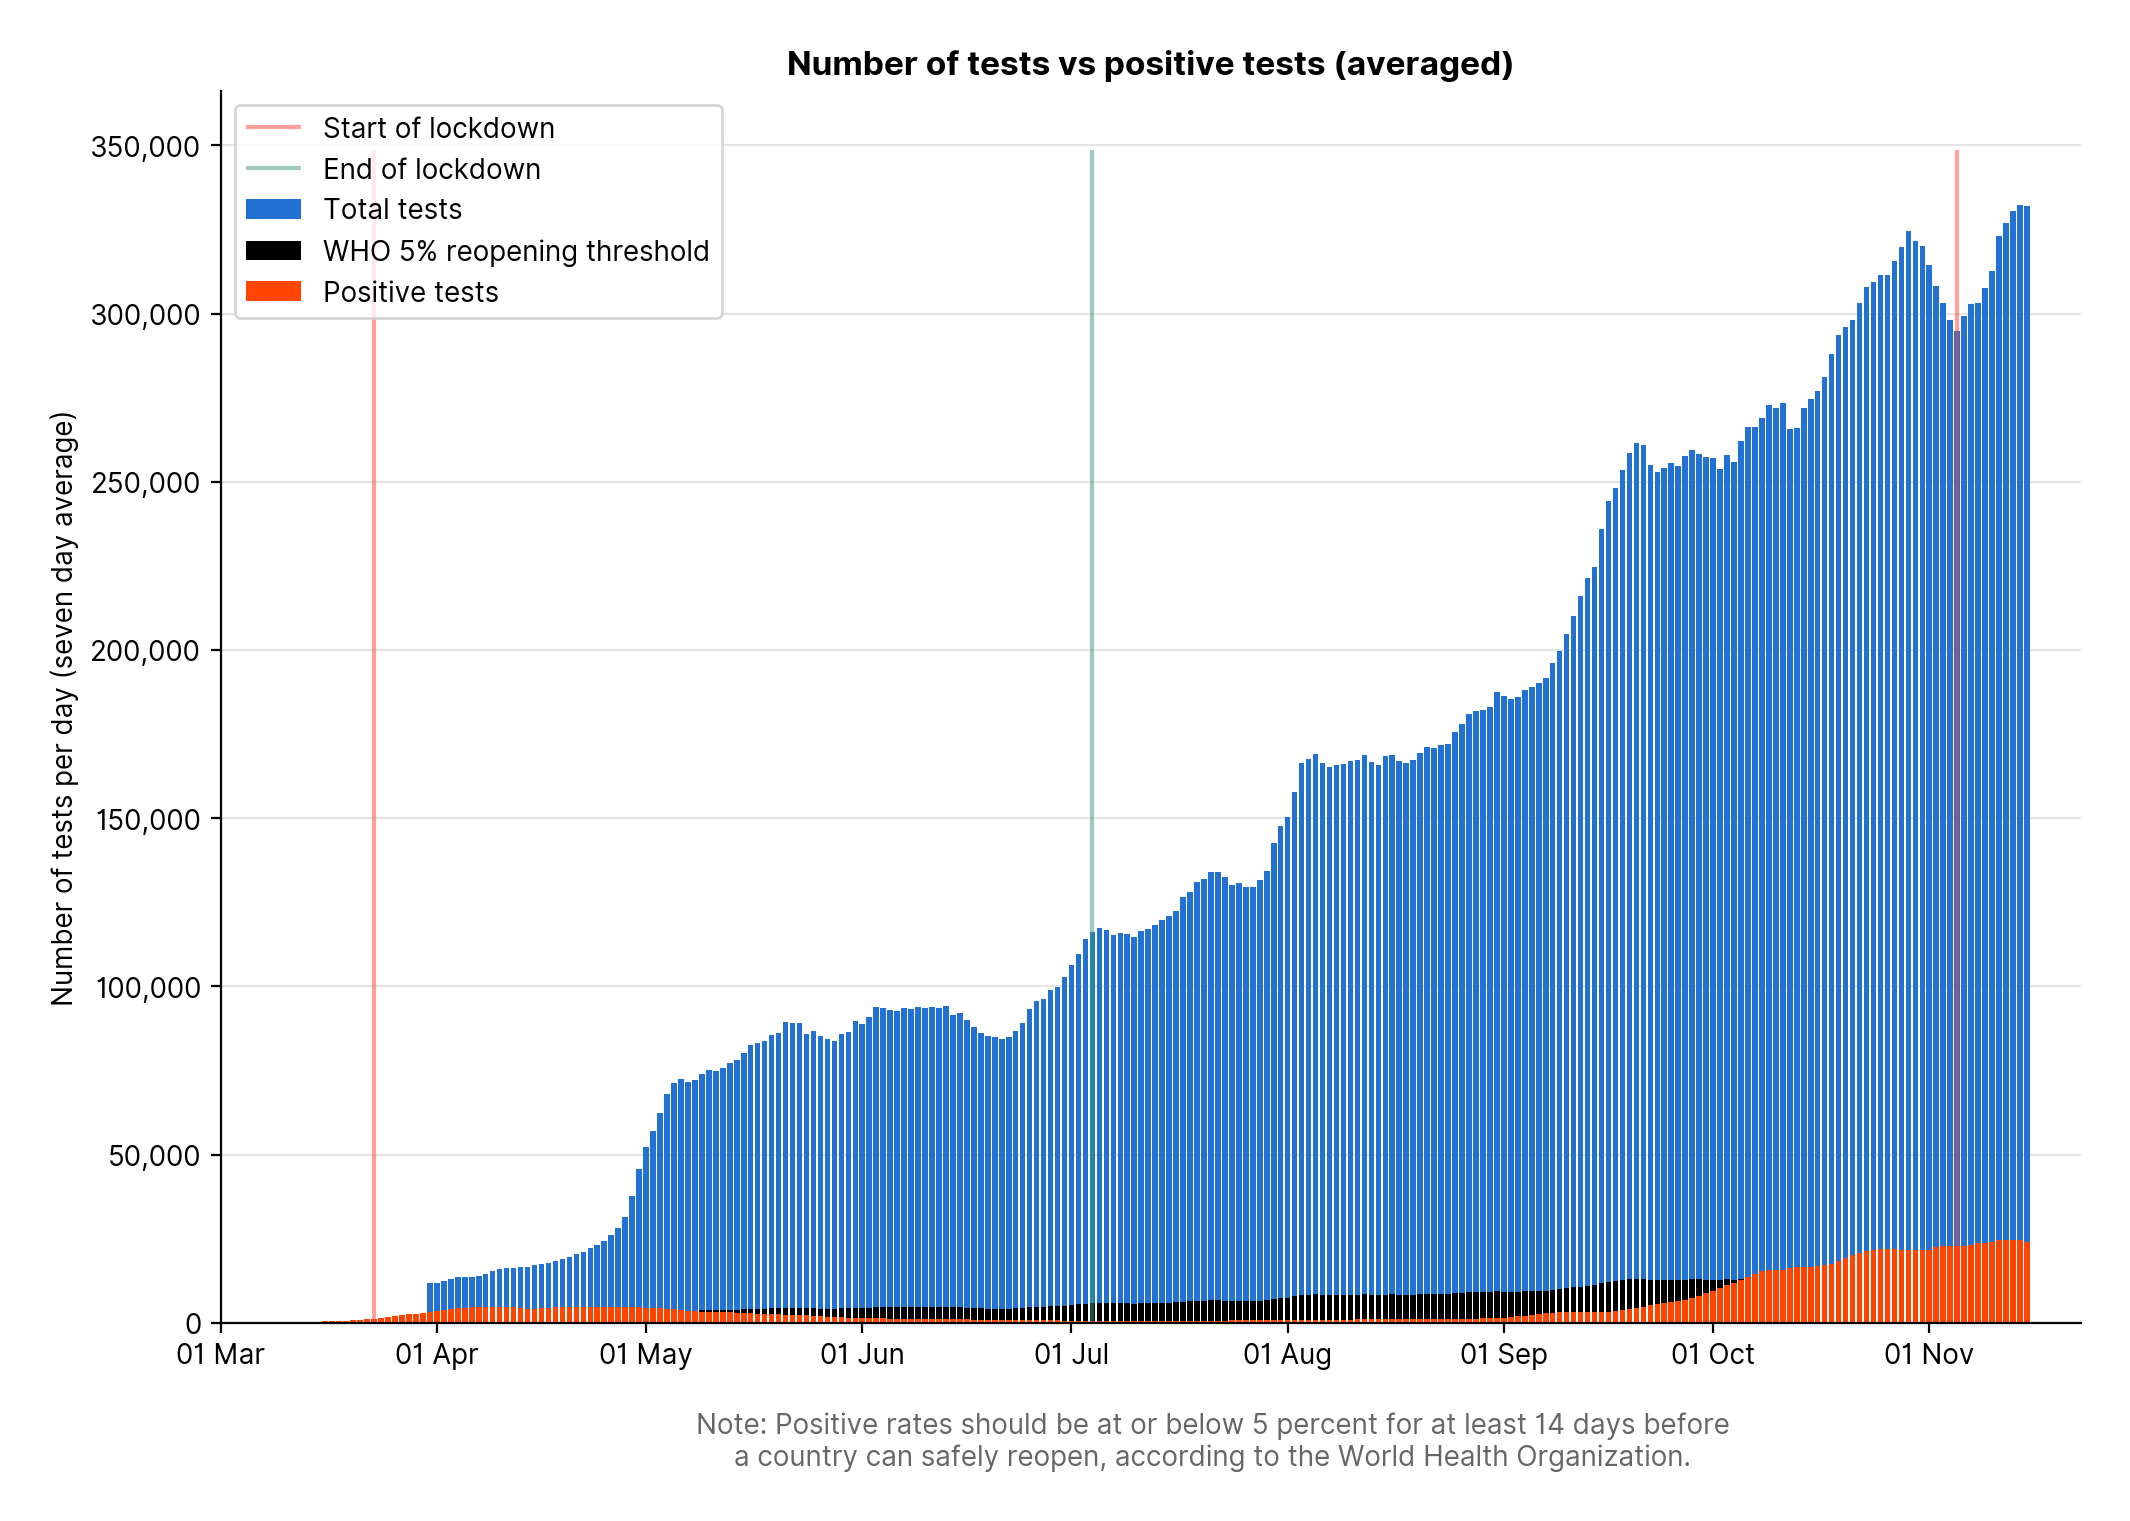 Number of tests vs positive tests (averaged)
Start of lockdown
End of lockdown
Total tests
WHO 5% reopening threshold
Positive tests
Number of tests per day (seven day average)
350,000
300,000
250,000
200,000
150,000
100,000
50,000
0
01 Mar
01 Apr
01 May
01 Jun
01 Jul
01 Aug
01 Sep
01 Oct
01 Nov
Note: Positive rates should be at or below 5 percent for at least 14 days before
a country can safely reopen, according to the World Health Organization.